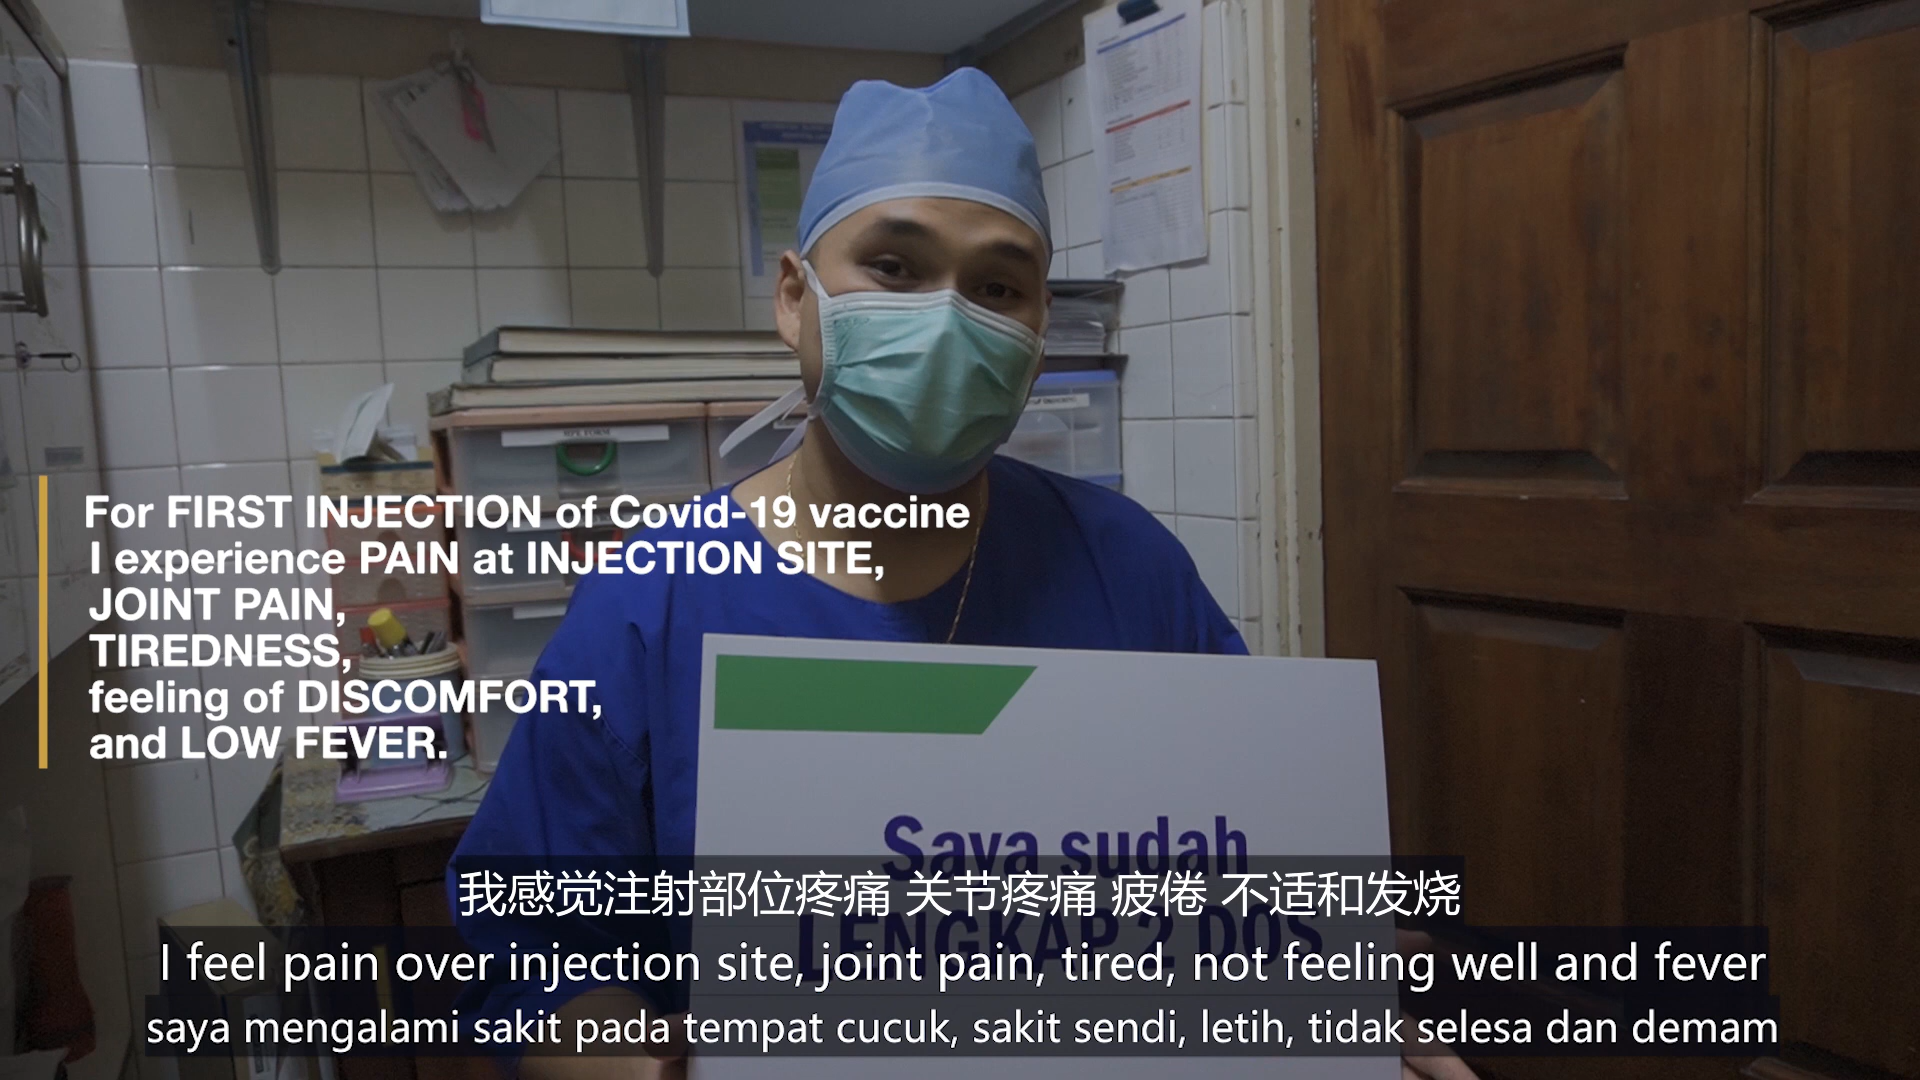 For FIRST INJECTION of Covid-19 vaccine
I experience PAIN at INJECTION SITE,
JOINT PAIN,
TIREDNESS,
feeling of DISCOMFORT,
and LOW FEVER.
Saya sudah
LENGKAP 2 DOS
我感觉注射部位疼痛 关节疼痛 疲倦 不适和发烧
I feel pain over injection site, joint pain, tired, not feeling well and fever
saya mengalami sakit pada tempat cucuk, sakit sendi, letih, tidak selesa dan demam